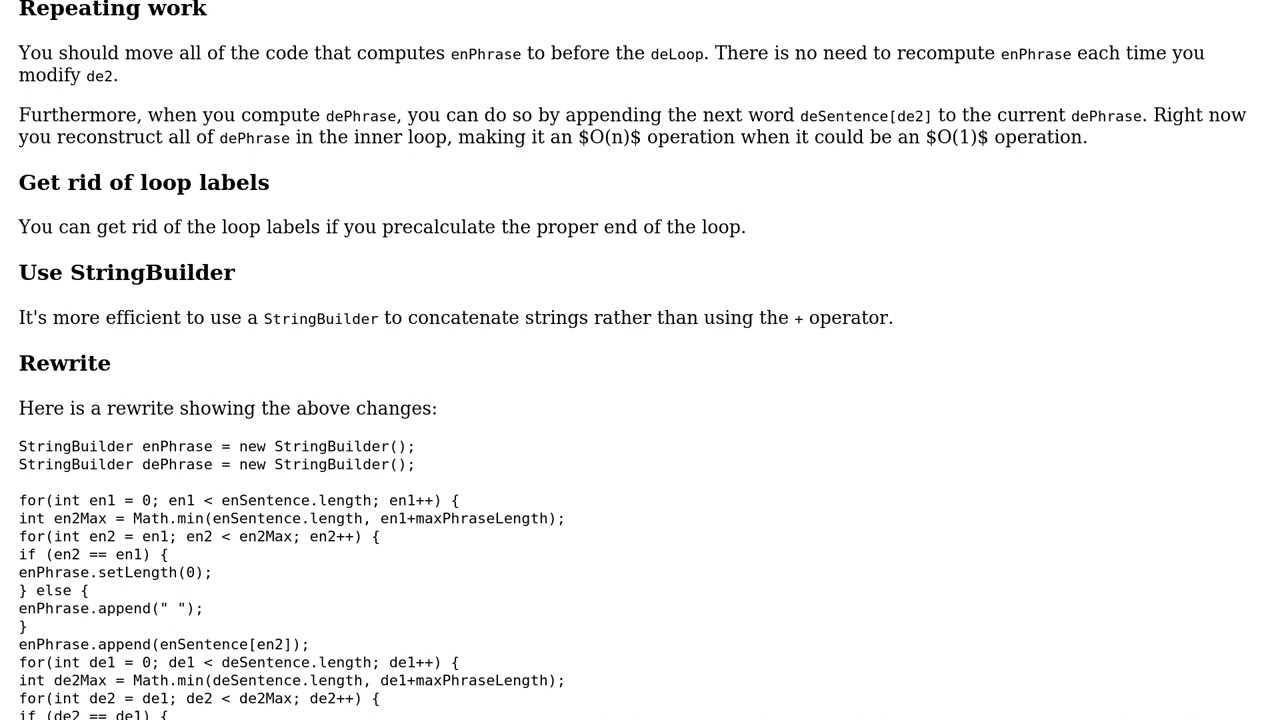 Repeating work
You should move all of the code that computes enPhrase to before the deLoop. There is no need to recompute enPhrase each time you
modify de2.
Furthermore, when you compute dePhrase, you can do so by appending the next word deSentence[de2] to the current dePhrase. Right now
you reconstruct all of dePhrase in the inner loop, making it an $O(n)$ operation when it could be an $O(1)$ operation.
Get rid of loop labels
You can get rid of the loop labels if you precalculate the proper end of the loop.
Use StringBuilder
It's more efficient to use a StringBuilder to concatenate strings rather than using the + operator.
Rewrite
Here is a rewrite showing the above changes:
StringBuilder enPhrase = new StringBuilder();
StringBuilder dePhrase = new StringBuilder();
for(int en1 = 0; en1 < enSentence.length; en1++) {
int en2Max = Math.min(enSentence.length, en1+maxPhraseLength);
for(int en2 = en1; en2 < en2Max; en2++) {
if (en2 == en1) {
enPhrase.setLength(0);
} else {
enPhrase.append(" ");
}
enPhrase.append(enSentence[en2]);
for(int de1 = 0; de1 < deSentence.length; de1++) {
int de2Max = Math.min(deSentence.length, de1+maxPhraseLength);
for(int de2 = de1; de2 < de2Max; de2++) {
if (de2 == de1) {